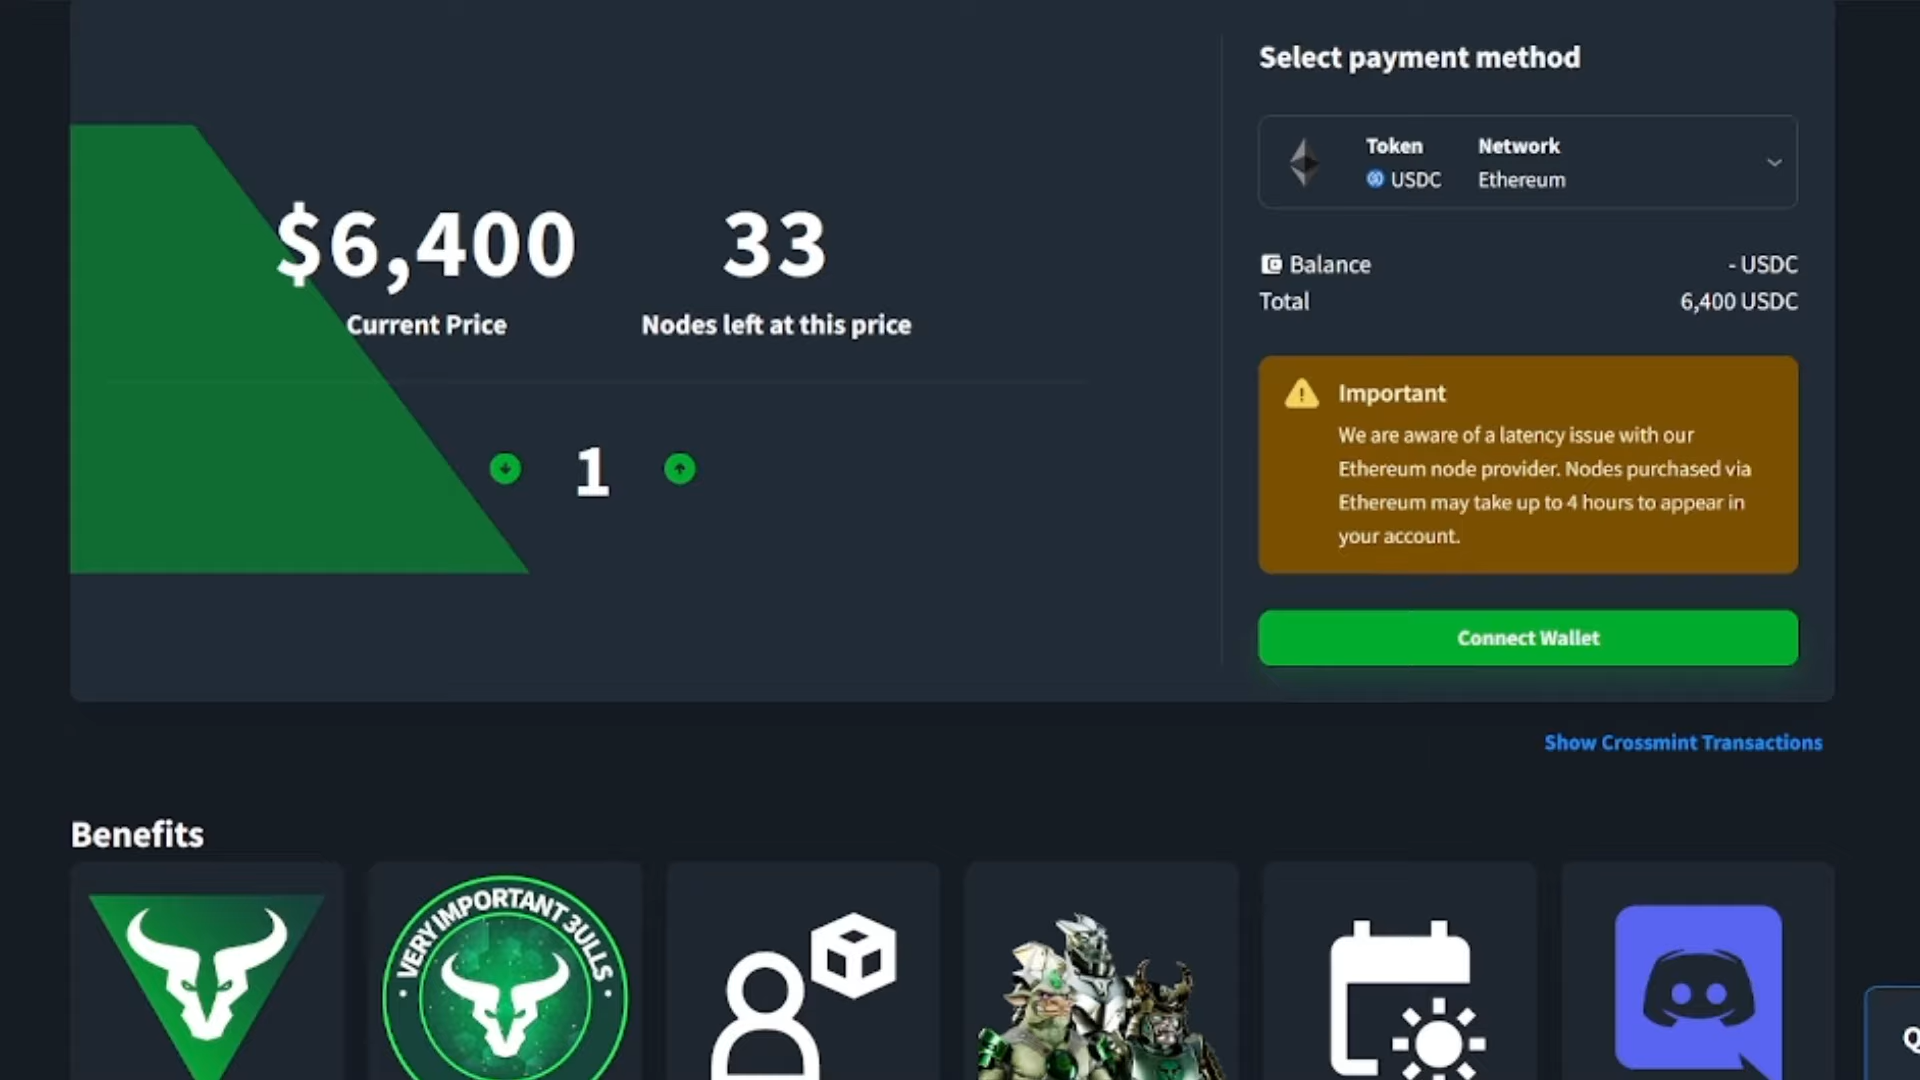 Select payment method
Token Network
USDC Ethereum
$6,400 33
Current Price Nodes left at this price
Balance - USDC
Total 6,400 USDC
Important
We are aware of a latency issue with our
Ethereum node provider. Nodes purchased via
Ethereum may take up to 4 hours to appear in
your account.
1
Connect Wallet
Show Crossmint Transactions
Benefits
VERY IMPORTANT 3ULLS